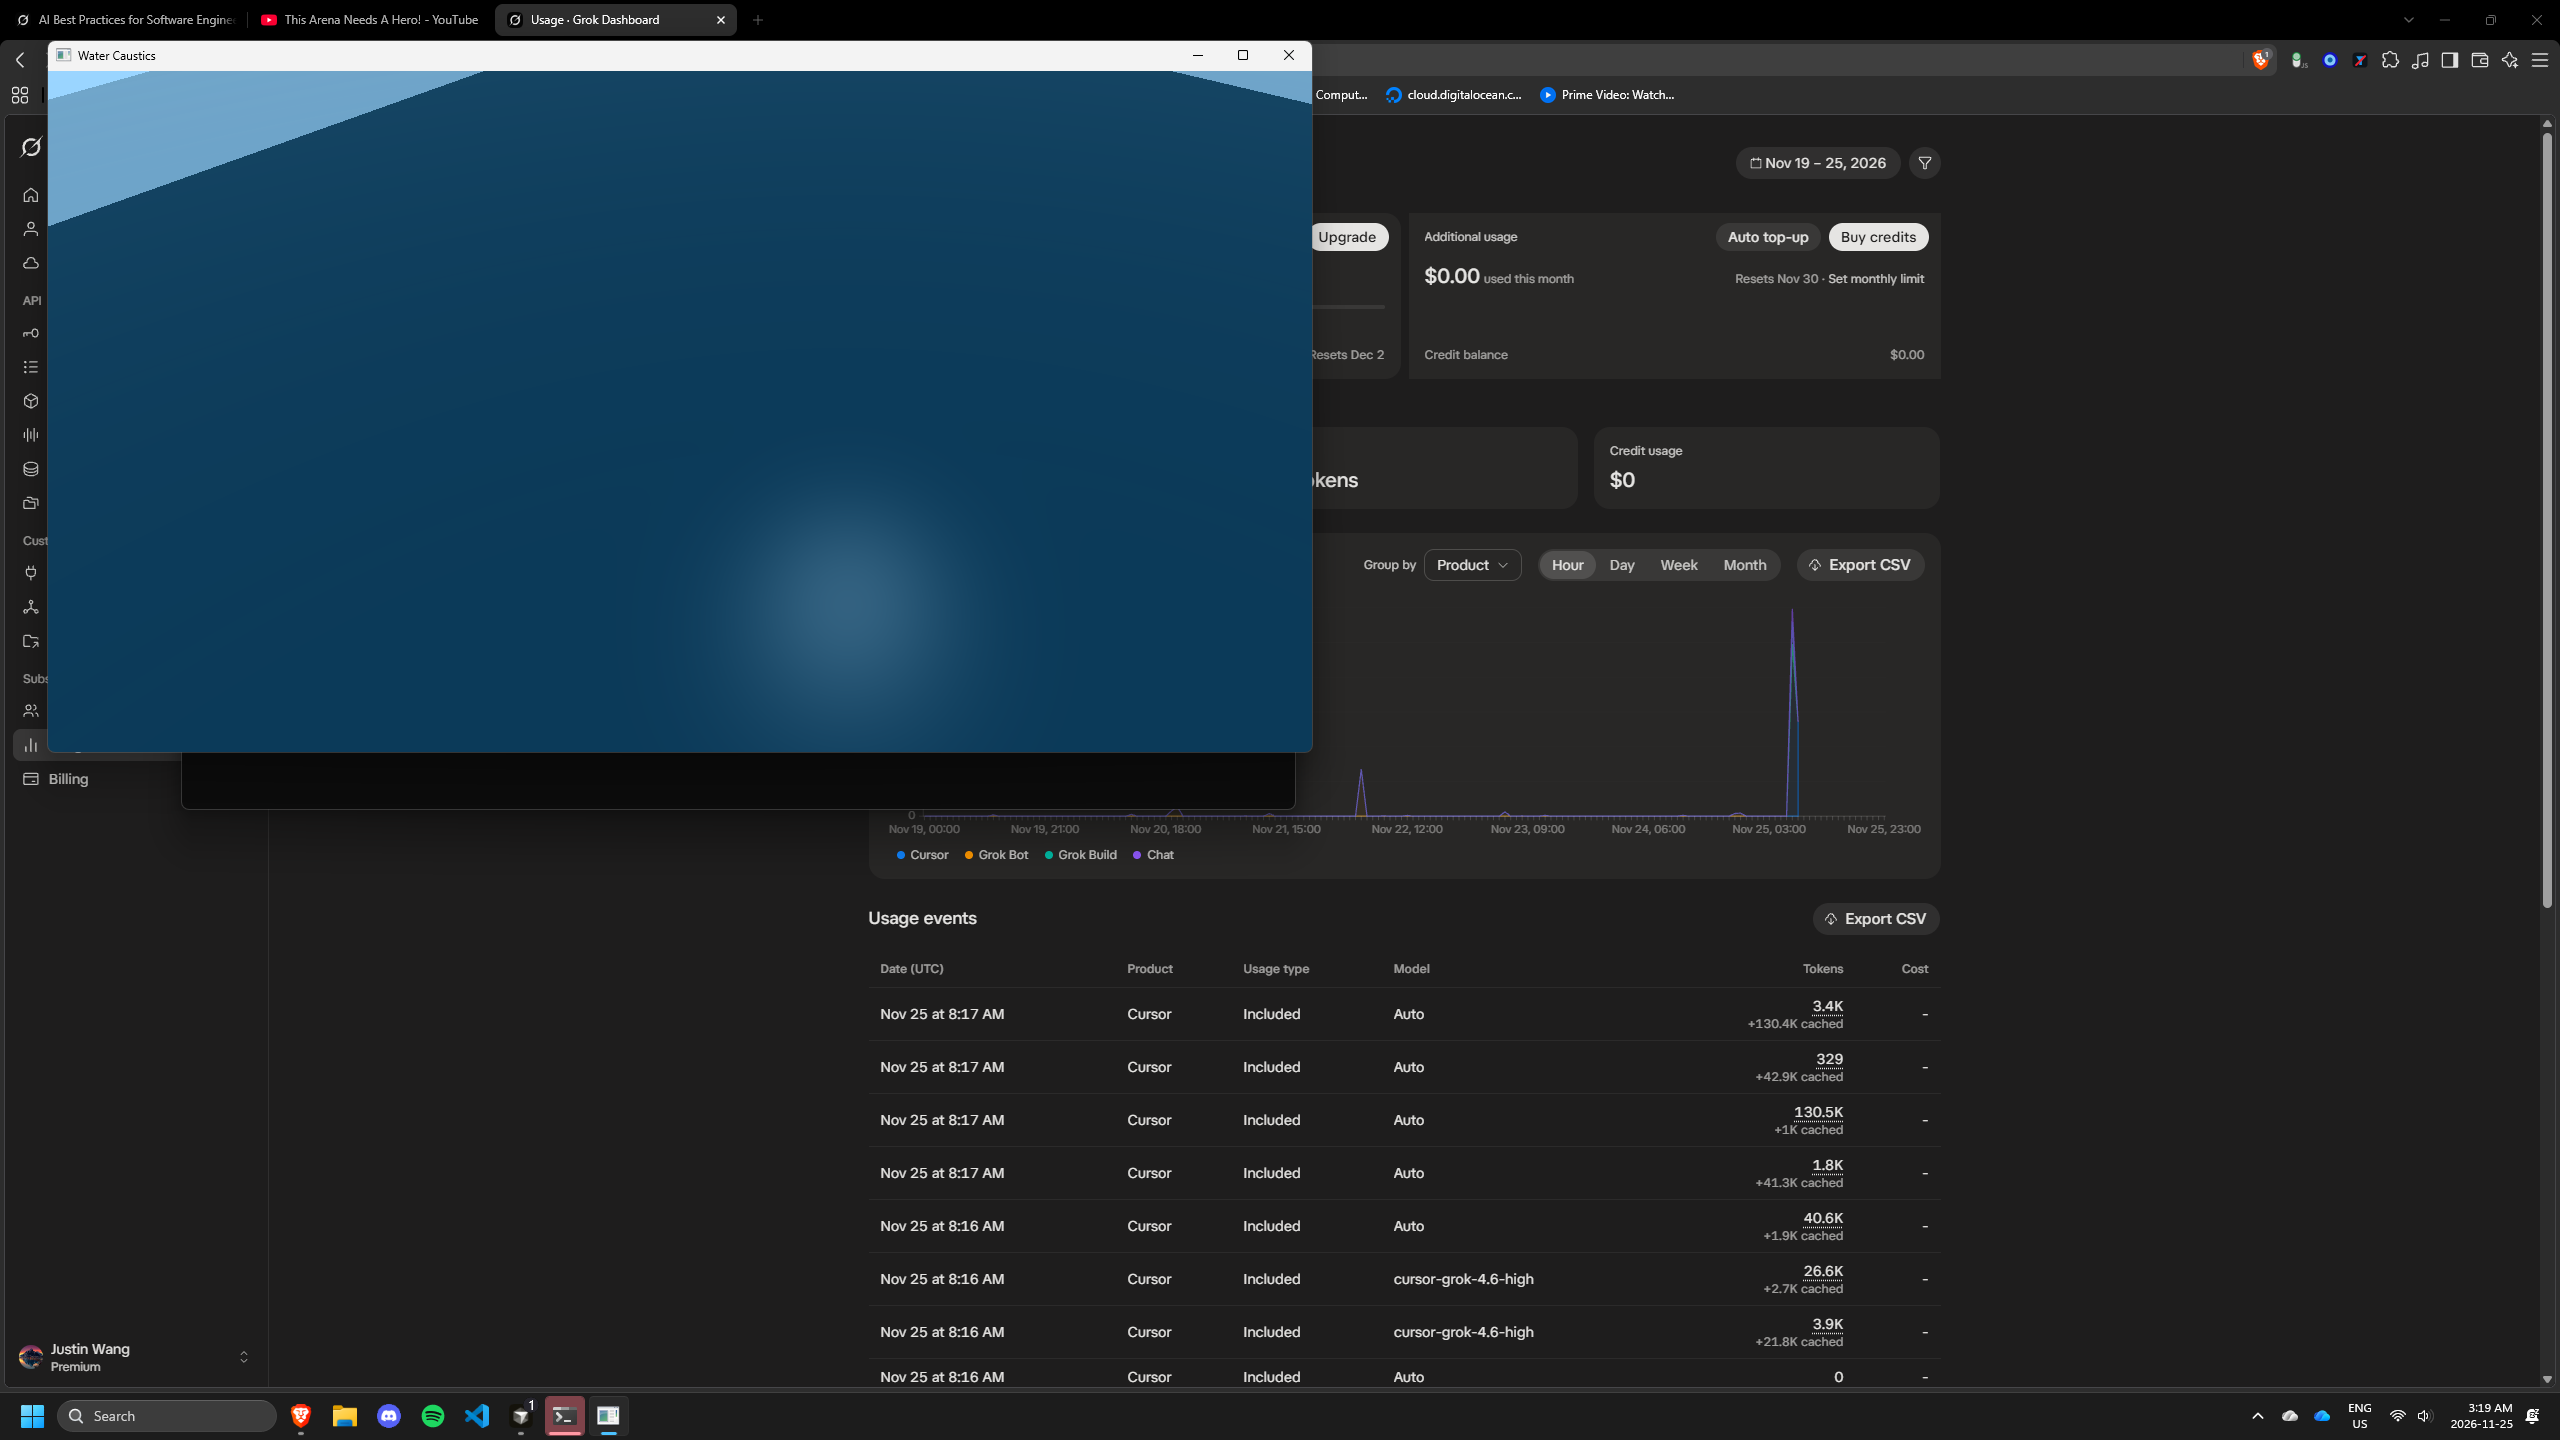 AI Best Practices for Software Engine
This Arena Needs A Hero! - YouTube
Usage · Grok Dashboard
Water Caustics
Comput...
cloud.digitalocean.c...
Prime Video: Watch...
Nov 19 – 25, 2026
Upgrade
Additional usage
Auto top-up
Buy credits
$0.00 used this month
Resets Nov 30 · Set monthly limit
API
Resets Dec 2
Credit balance
$0.00
Credit usage
kens
$0
Cust
Group by
Product
Hour
Day
Week
Month
Export CSV
Subs
Billing
0
Nov 19, 00:00
Nov 19, 21:00
Nov 20, 18:00
Nov 21, 15:00
Nov 22, 12:00
Nov 23, 09:00
Nov 24, 06:00
Nov 25, 03:00
Nov 25, 23:00
Cursor
Grok Bot
Grok Build
Chat
Usage events
Export CSV
Date (UTC)
Product
Usage type
Model
Tokens
Cost
Nov 25 at 8:17 AM
Cursor
Included
Auto
3.4K
+130.4K cached
-
Nov 25 at 8:17 AM
Cursor
Included
Auto
329
+42.9K cached
-
Nov 25 at 8:17 AM
Cursor
Included
Auto
130.5K
+1K cached
-
Nov 25 at 8:17 AM
Cursor
Included
Auto
1.8K
+41.3K cached
-
Nov 25 at 8:16 AM
Cursor
Included
Auto
40.6K
+1.9K cached
-
Nov 25 at 8:16 AM
Cursor
Included
cursor-grok-4.6-high
26.6K
+2.7K cached
-
Nov 25 at 8:16 AM
Cursor
Included
cursor-grok-4.6-high
3.9K
+21.8K cached
-
Nov 25 at 8:16 AM
Cursor
Included
Auto
0
-
Justin Wang
Premium
Search
1
ENG
US
3:19 AM
2026-11-25